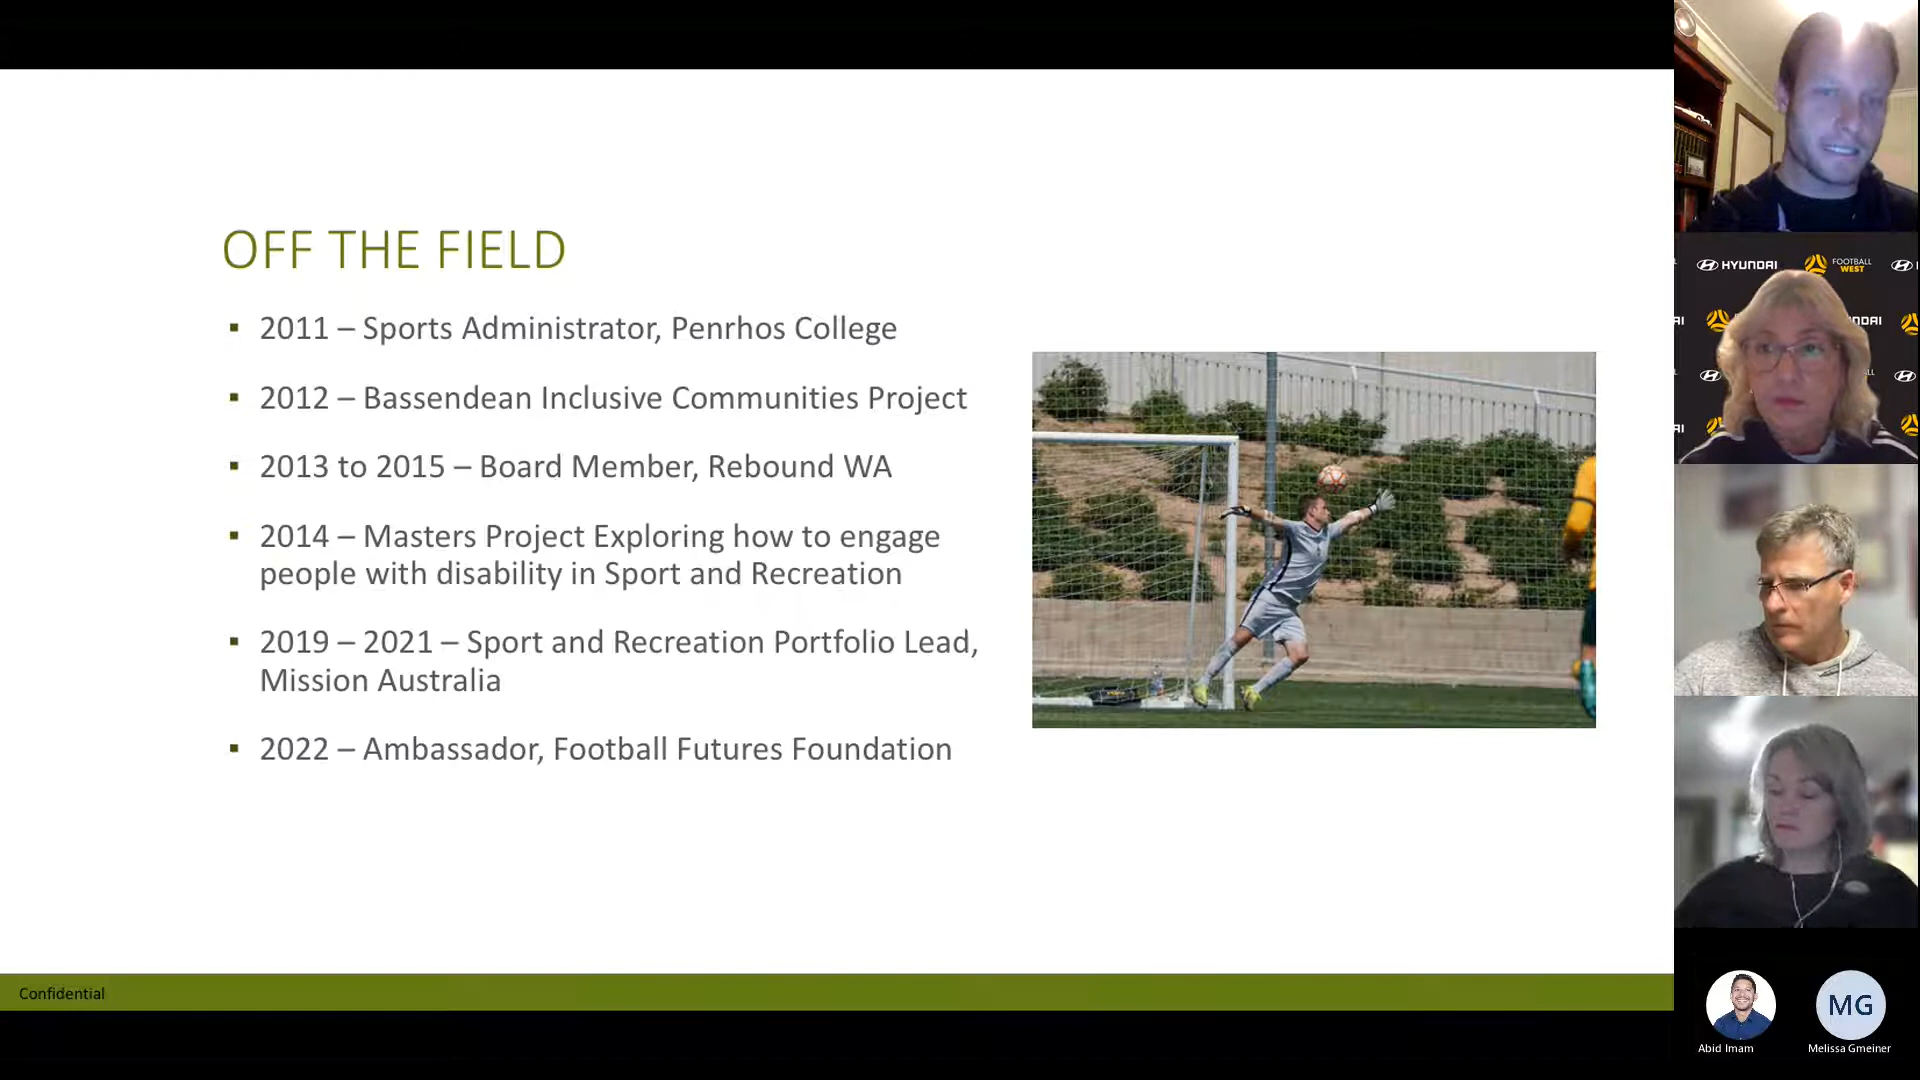 OFF THE FIELD
▪ 2011 – Sports Administrator, Penrhos College
▪ 2012 – Bassendean Inclusive Communities Project
▪ 2013 to 2015 – Board Member, Rebound WA
▪ 2014 – Masters Project Exploring how to engage
people with disability in Sport and Recreation
▪ 2019 – 2021 – Sport and Recreation Portfolio Lead,
Mission Australia
▪ 2022 – Ambassador, Football Futures Foundation
Confidential
HYUNDAI
FOOTBALL
WEST
MG
Abid Imam
Melissa Gmeiner